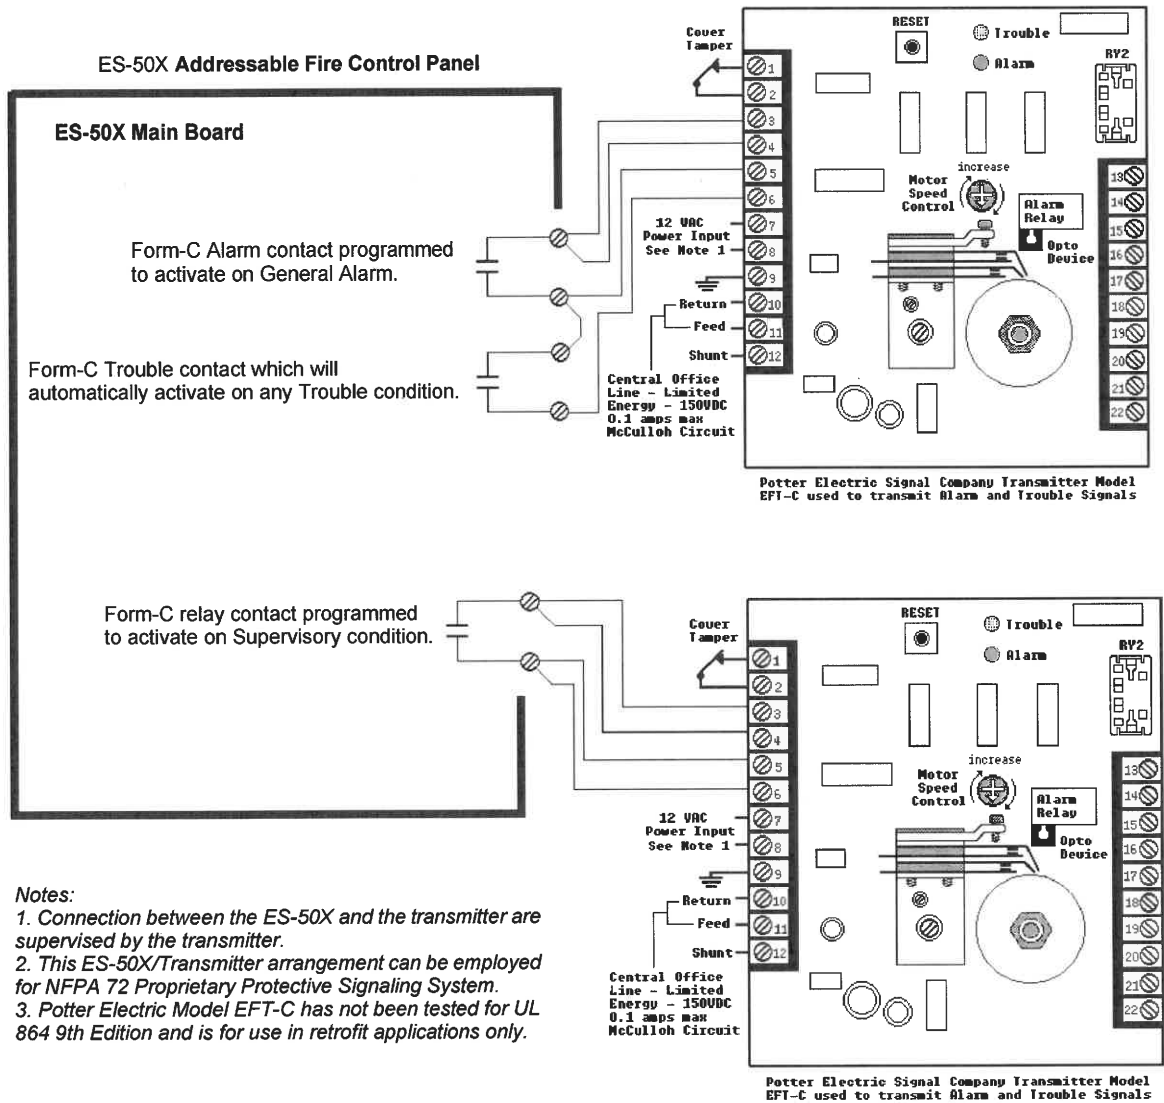 ES-50X Addressable Fire Control Panel
ES-50X Main Board
Form-C Alarm contact programmed
to activate on General Alarm.
Form-C Trouble contact which will
automatically activate on any Trouble condition.
Cover
Tamper
1
2
3
4
5
6
12 VAC
Power Input
See Note 1
7
8
9
Return
10
Feed
11
Shunt
12
Central Office
Line - Limited
Energy - 150VDC
0.1 amps max
McCulloh Circuit
RESET
Trouble
Alarm
RY2
increase
Motor
Speed
Control
Alarm
Relay
Opto
Device
13
14
15
16
17
18
19
20
21
22
Potter Electric Signal Company Transmitter Model
EFT-C used to transmit Alarm and Trouble Signals
Form-C relay contact programmed
to activate on Supervisory condition.
Cover
Tamper
1
2
3
4
5
6
12 VAC
Power Input
See Note 1
7
8
9
Return
10
Feed
11
Shunt
12
Central Office
Line - Limited
Energy - 150VDC
0.1 amps max
McCulloh Circuit
RESET
Trouble
Alarm
RY2
increase
Motor
Speed
Control
Alarm
Relay
Opto
Device
13
14
15
16
17
18
19
20
21
22
Potter Electric Signal Company Transmitter Model
EFT-C used to transmit Alarm and Trouble Signals
Notes:
1. Connection between the ES-50X and the transmitter are
supervised by the transmitter.
2. This ES-50X/Transmitter arrangement can be employed
for NFPA 72 Proprietary Protective Signaling System.
3. Potter Electric Model EFT-C has not been tested for UL
864 9th Edition and is for use in retrofit applications only.